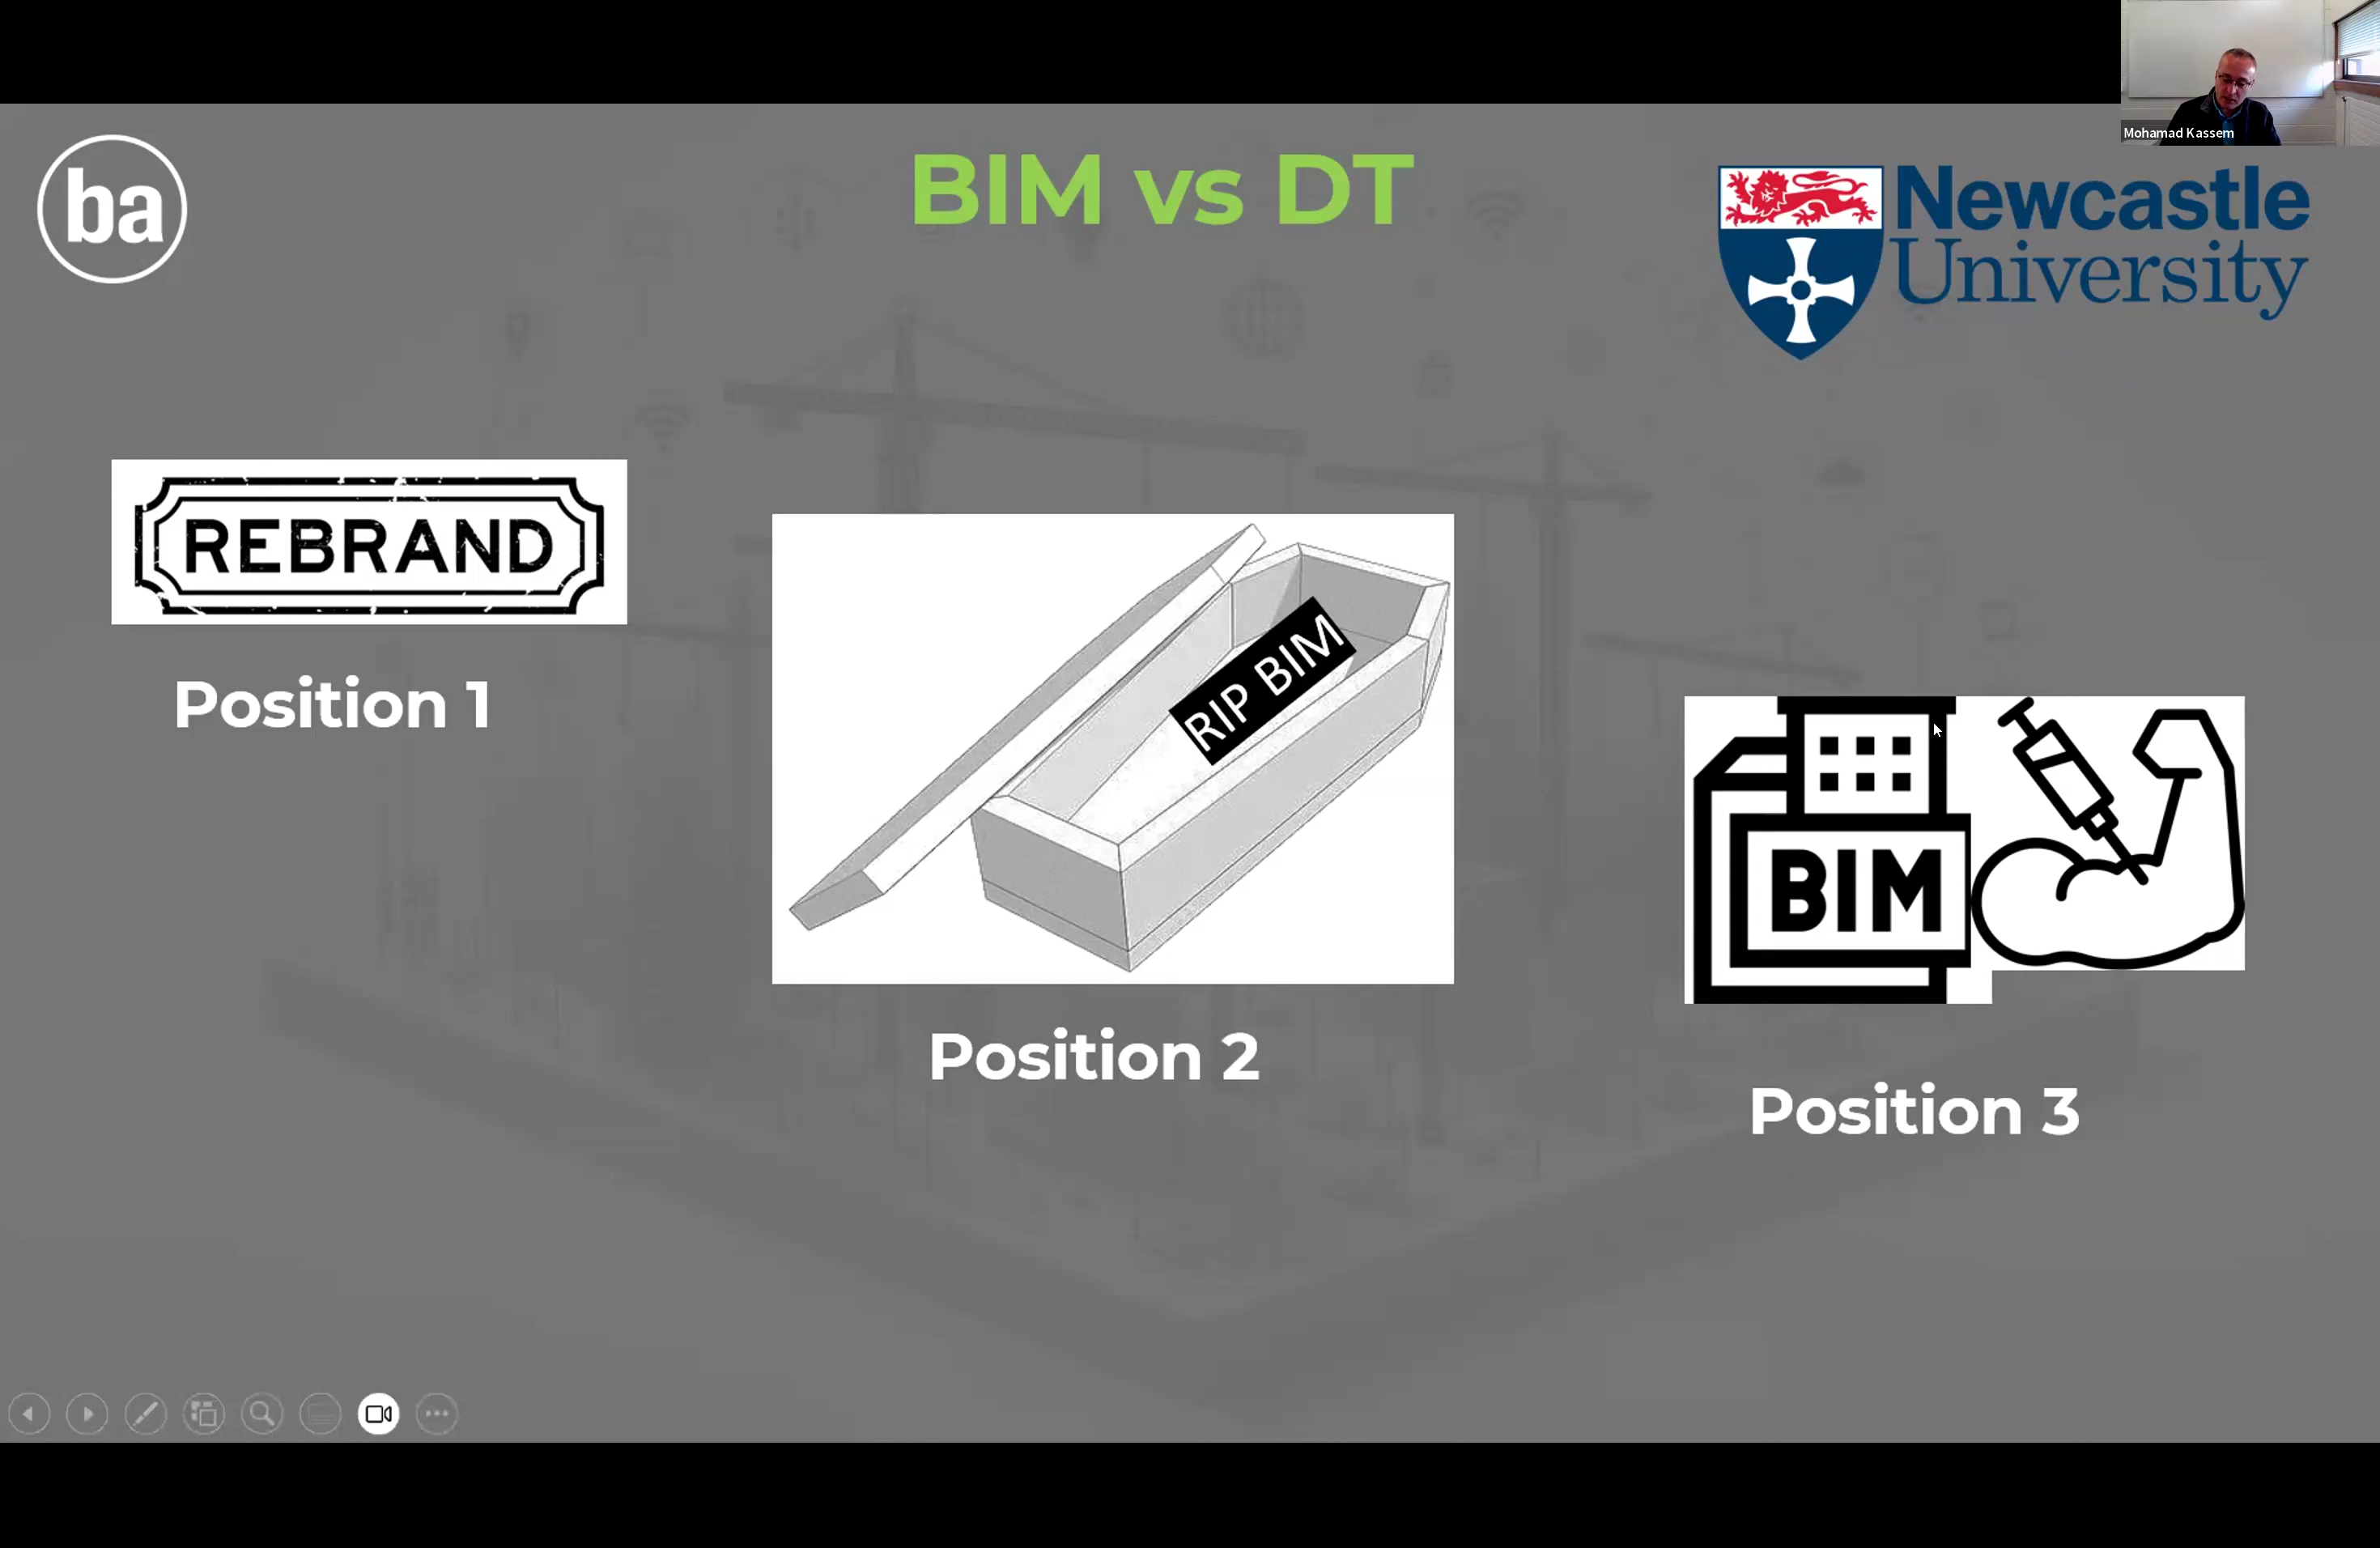 Mohamad Kassem
ba
BIM vs DT
Newcastle
University
REBRAND
Position 1
RIP BIM
Position 2
BIM
Position 3